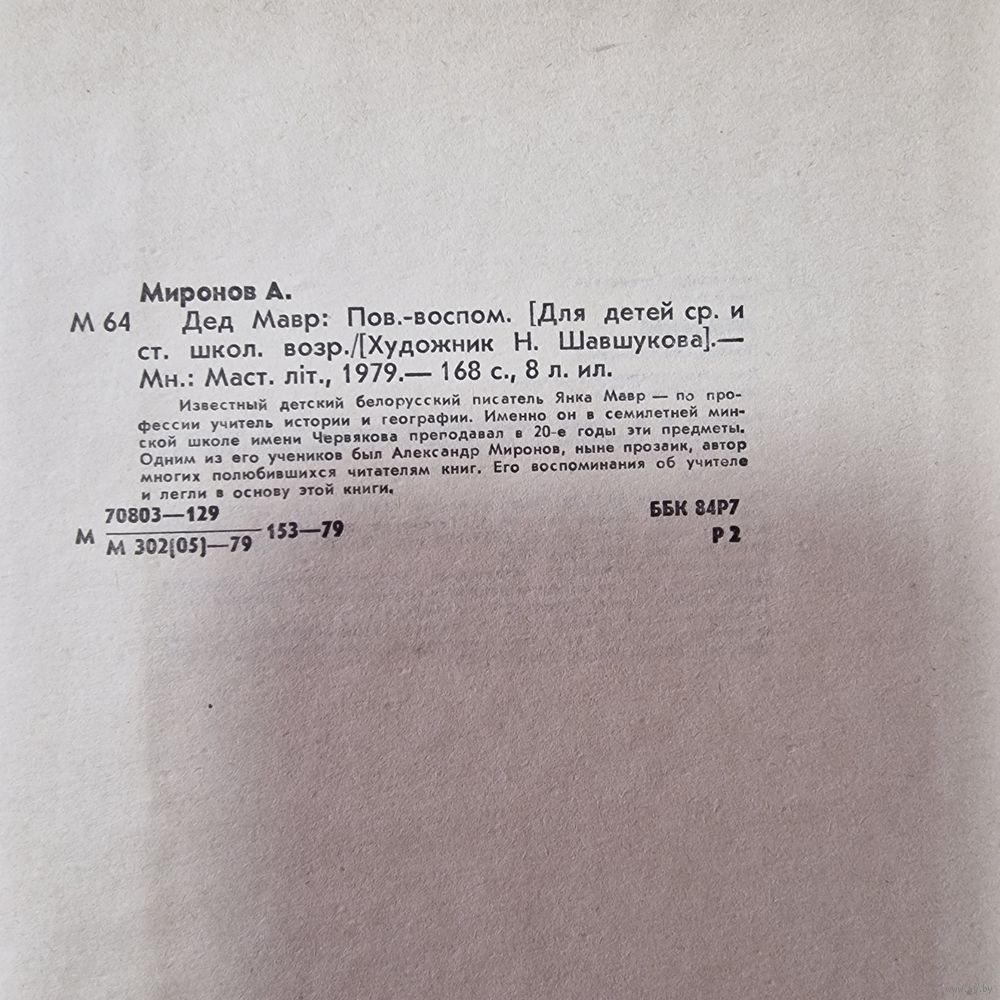 Миронов А.
М 64 Дед Мавр: Пов.-воспом. [Для детей ср. и
ст. школ. возр./[Художник Н. Шавшукова].—
Мн.: Маст. літ., 1979.— 168 с., 8 л. ил.
Известный детский белорусский писатель Янка Мавр — по про-
фессии учитель истории и географии. Именно он в семилетней мин-
ской школе имени Червякова преподавал в 20-е годы эти предметы.
Одним из его учеников был Александр Миронов, ныне прозаик, автор
многих полюбившихся читателям книг. Его воспоминания об учителе
и легли в основу этой книги.
70803—129
М 153—79
М 302(05)—79
ББК 84Р7
Р 2